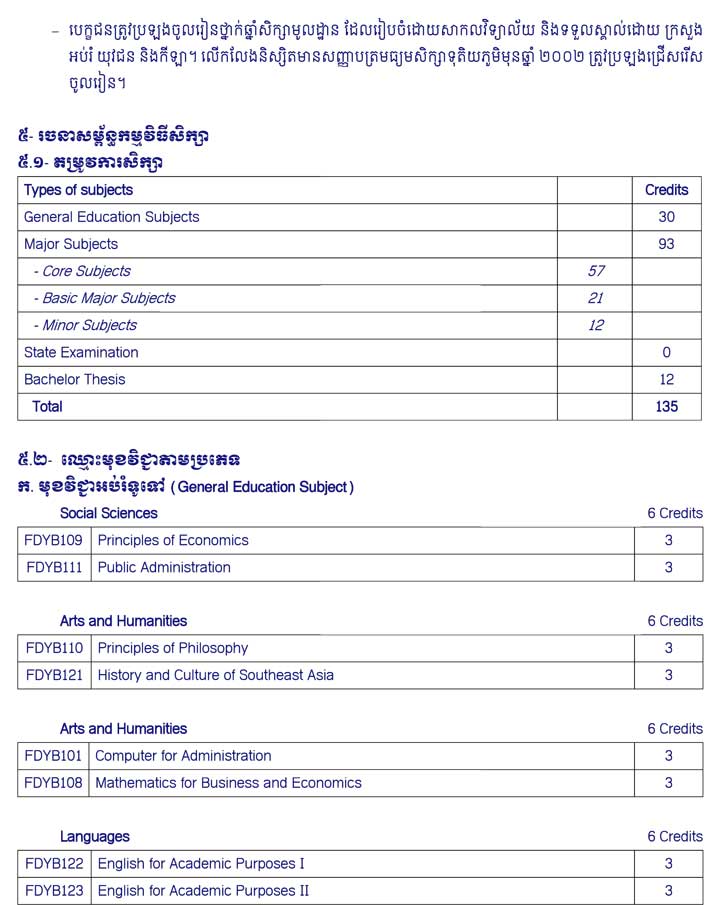 – បេក្ខជនត្រូវប្រឡងចូលរៀនថ្នាក់ឆ្នាំសិក្សាមូលដ្ឋាន ដែលរៀបចំដោយសាកលវិទ្យាល័យ និងទទួលស្គាល់ដោយ ក្រសួង
អប់រំ យុវជន និងកីឡា។ លើកលែងនិស្សិតមានសញ្ញាបត្រមធ្យមសិក្សាទុតិយភូមិមុនឆ្នាំ ២០០២ ត្រូវប្រឡងជ្រើសរើស
ចូលរៀន។
៥- រចនាសម្ព័ន្ធកម្មវិធីសិក្សា
៥.១- តម្រូវការសិក្សា
Types of subjects Credits
General Education Subjects 30
Major Subjects 93
- Core Subjects 57
- Basic Major Subjects 21
- Minor Subjects 12
State Examination 0
Bachelor Thesis 12
Total 135
៥.២- ឈ្មោះមុខវិជ្ជាតាមប្រភេទ
ក. មុខវិជ្ជាអប់រំទូទៅ (General Education Subject)
Social Sciences 6 Credits
FDYB109 Principles of Economics 3
FDYB111 Public Administration 3
Arts and Humanities 6 Credits
FDYB110 Principles of Philosophy 3
FDYB121 History and Culture of Southeast Asia 3
Arts and Humanities 6 Credits
FDYB101 Computer for Administration 3
FDYB108 Mathematics for Business and Economics 3
Languages 6 Credits
FDYB122 English for Academic Purposes I 3
FDYB123 English for Academic Purposes II 3